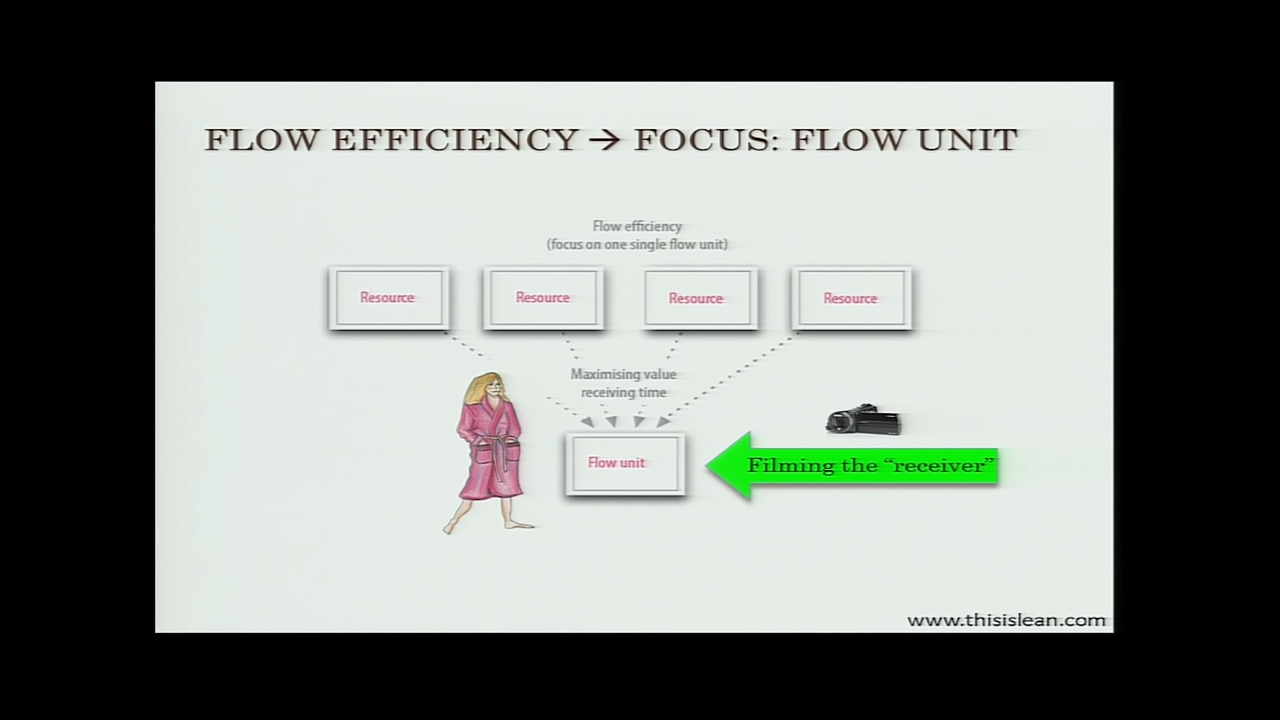 FLOW EFFICIENCY → FOCUS: FLOW UNIT
Flow efficiency
(focus on one single flow unit)
Resource
Resource
Resource
Resource
Maximising value
receiving time
Flow unit
Filming the “receiver”
www.thisislean.com